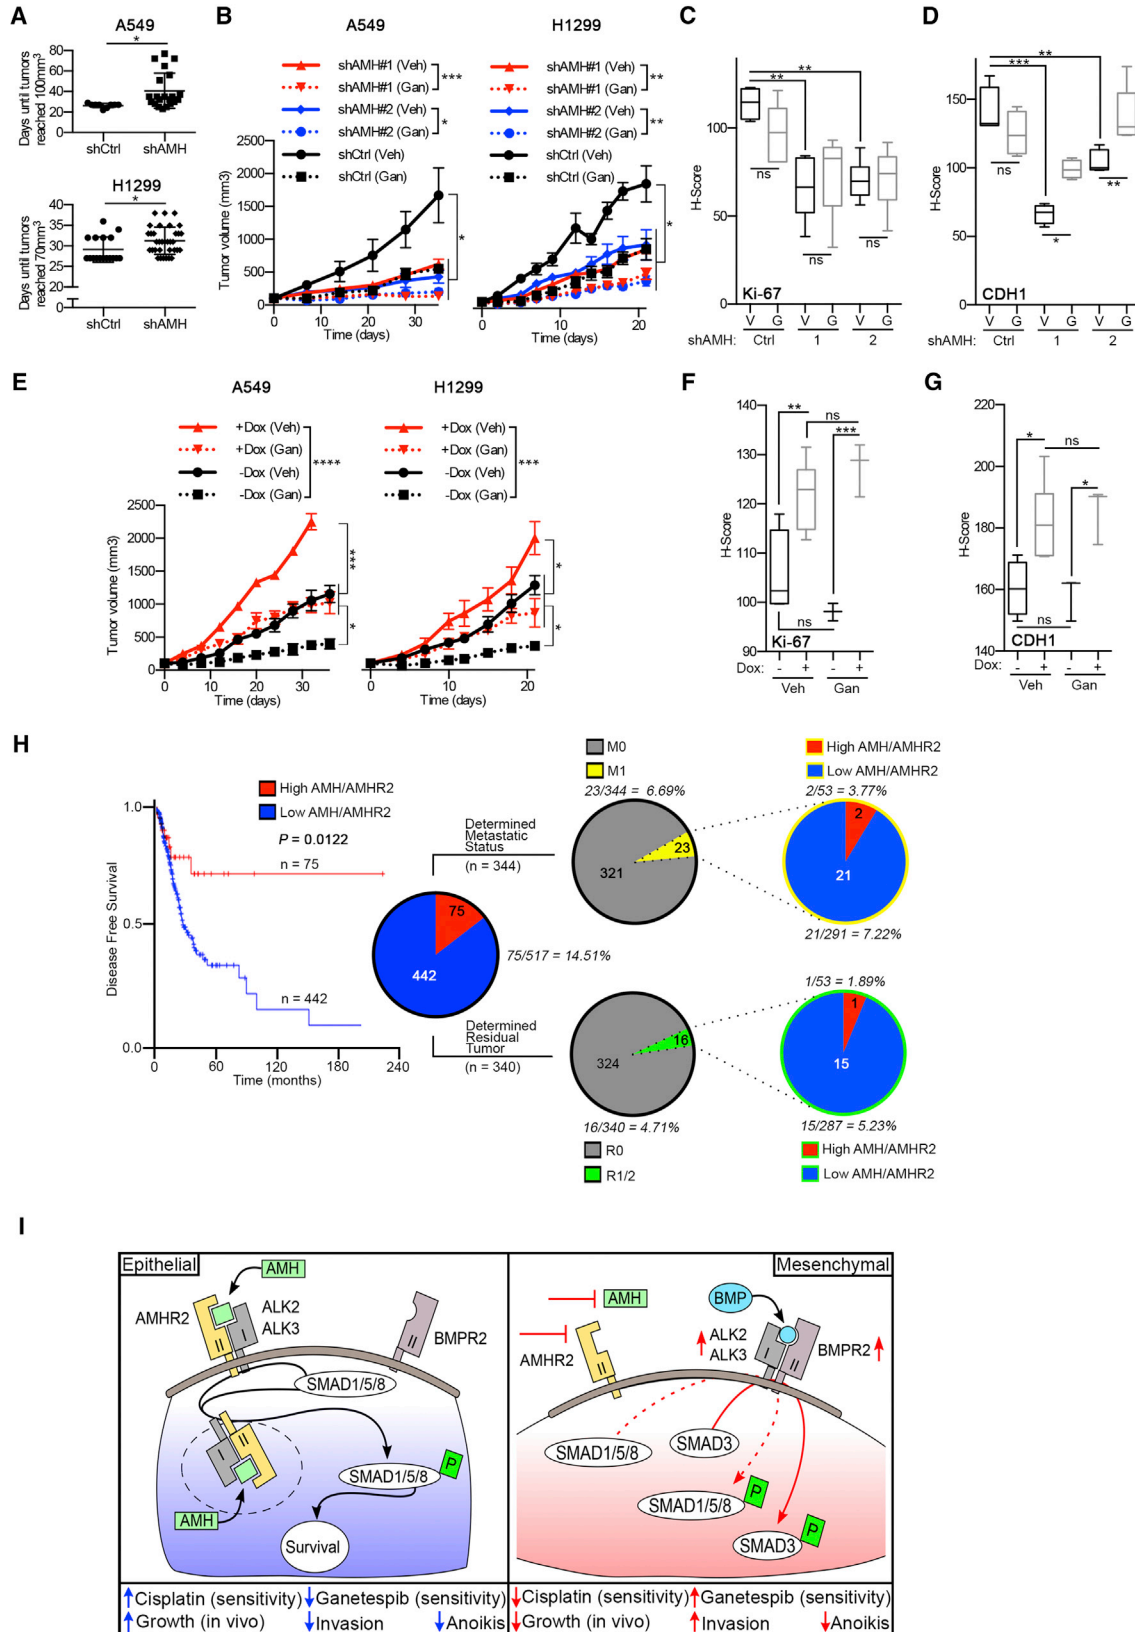 A
A549
*
Days until tumors
reached 100mm³
80
60
40
20
0
shCtrl
shAMH
H1299
*
Days until tumors
reached 70mm³
40
35
30
25
20
0
shCtrl
shAMH
B
A549
shAMH#1 (Veh)
shAMH#1 (Gan)
***
shAMH#2 (Veh)
shAMH#2 (Gan)
*
shCtrl (Veh)
shCtrl (Gan)
Tumor volume (mm3)
2500
2000
1500
1000
500
0
*
0 10 20 30
Time (days)
H1299
shAMH#1 (Veh)
shAMH#1 (Gan)
**
shAMH#2 (Veh)
shAMH#2 (Gan)
**
shCtrl (Veh)
shCtrl (Gan)
*
0 10 20
Time (days)
C
H-Score
100
50
0
**
**
ns
ns
ns
Ki-67
V G V G V G
shAMH: Ctrl 1 2
D
H-Score
150
100
50
0
**
***
ns
*
**
CDH1
V G V G V G
shAMH: Ctrl 1 2
E
A549
+Dox (Veh)
+Dox (Gan)
-Dox (Veh)
-Dox (Gan)
****
Tumor volume (mm3)
2500
2000
1500
1000
500
0
***
*
0 10 20 30
Time (days)
H1299
+Dox (Veh)
+Dox (Gan)
-Dox (Veh)
-Dox (Gan)
***
*
*
0 10 20
Time (days)
F
H-Score
140
130
120
110
100
90
**
ns
***
ns
Ki-67
Dox: - + - +
Veh Gan
G
H-Score
220
200
180
160
140
*
ns
*
ns
CDH1
Dox: - + - +
Veh Gan
H
High AMH/AMHR2
Low AMH/AMHR2
P = 0.0122
n = 75
n = 442
Disease Free Survival
1.0
0.5
0.0
0 60 120 180 240
Time (months)
75
442
75/517 = 14.51%
Determined
Metastatic
Status
(n = 344)
Determined
Residual
Tumor
(n = 340)
M0
M1
23/344 = 6.69%
23
321
High AMH/AMHR2
Low AMH/AMHR2
2/53 = 3.77%
2
21
21/291 = 7.22%
16
324
16/340 = 4.71%
R0
R1/2
1/53 = 1.89%
1
15
15/287 = 5.23%
High AMH/AMHR2
Low AMH/AMHR2
I
Epithelial
AMH
AMHR2
ALK2
ALK3
II
I
II
BMPR2
SMAD1/5/8
I
II
AMH
SMAD1/5/8
P
Survival
Cisplatin (sensitivity)
Ganetespib (sensitivity)
Growth (in vivo)
Invasion
Anoikis
Mesenchymal
AMH
AMHR2
II
BMP
ALK2
ALK3
I
II
BMPR2
SMAD1/5/8
SMAD3
SMAD1/5/8
P
SMAD3
P
Cisplatin (sensitivity)
Ganetespib (sensitivity)
Growth (in vivo)
Invasion
Anoikis